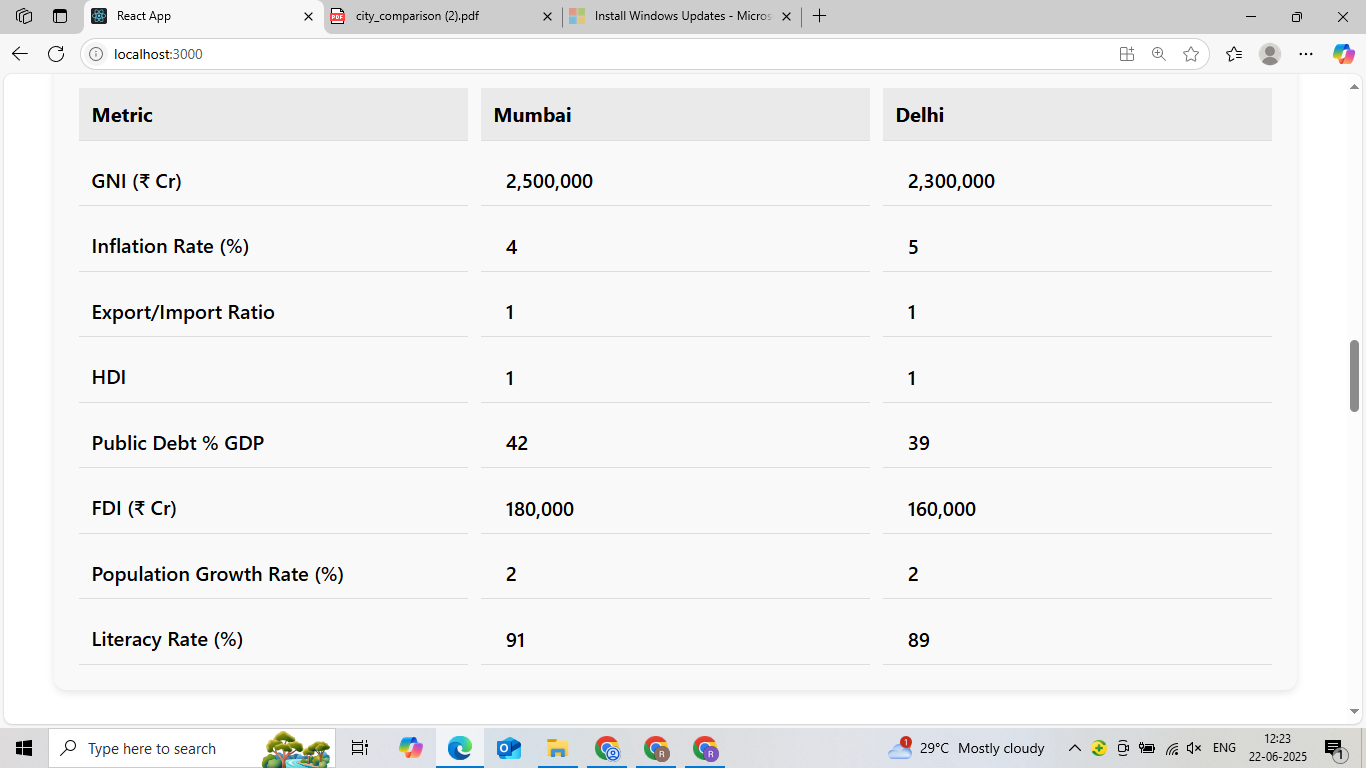 React App
city_comparison (2).pdf
Install Windows Updates - Micros
localhost:3000
Metric Mumbai Delhi
GNI (₹ Cr) 2,500,000 2,300,000
Inflation Rate (%) 4 5
Export/Import Ratio 1 1
HDI 1 1
Public Debt % GDP 42 39
FDI (₹ Cr) 180,000 160,000
Population Growth Rate (%) 2 2
Literacy Rate (%) 91 89
Type here to search
1
29°C Mostly cloudy
ENG
12:23
22-06-2025
1